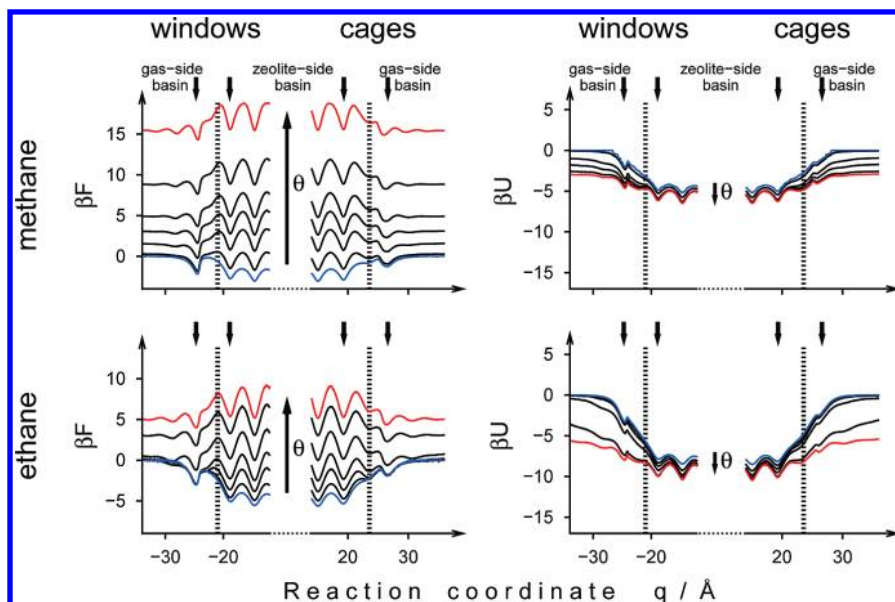 windows cages windows cages
gas-side basin zeolite-side basin gas-side basin gas-side basin zeolite-side basin gas-side basin
methane
βF
15
10
5
0
θ
βU
0
−5
−10
−15
θ
ethane
βF
10
5
0
−5
θ
−30 −20 20 30
βU
0
−5
−10
−15
θ
−30 −20 20 30
Reaction coordinate q / Å